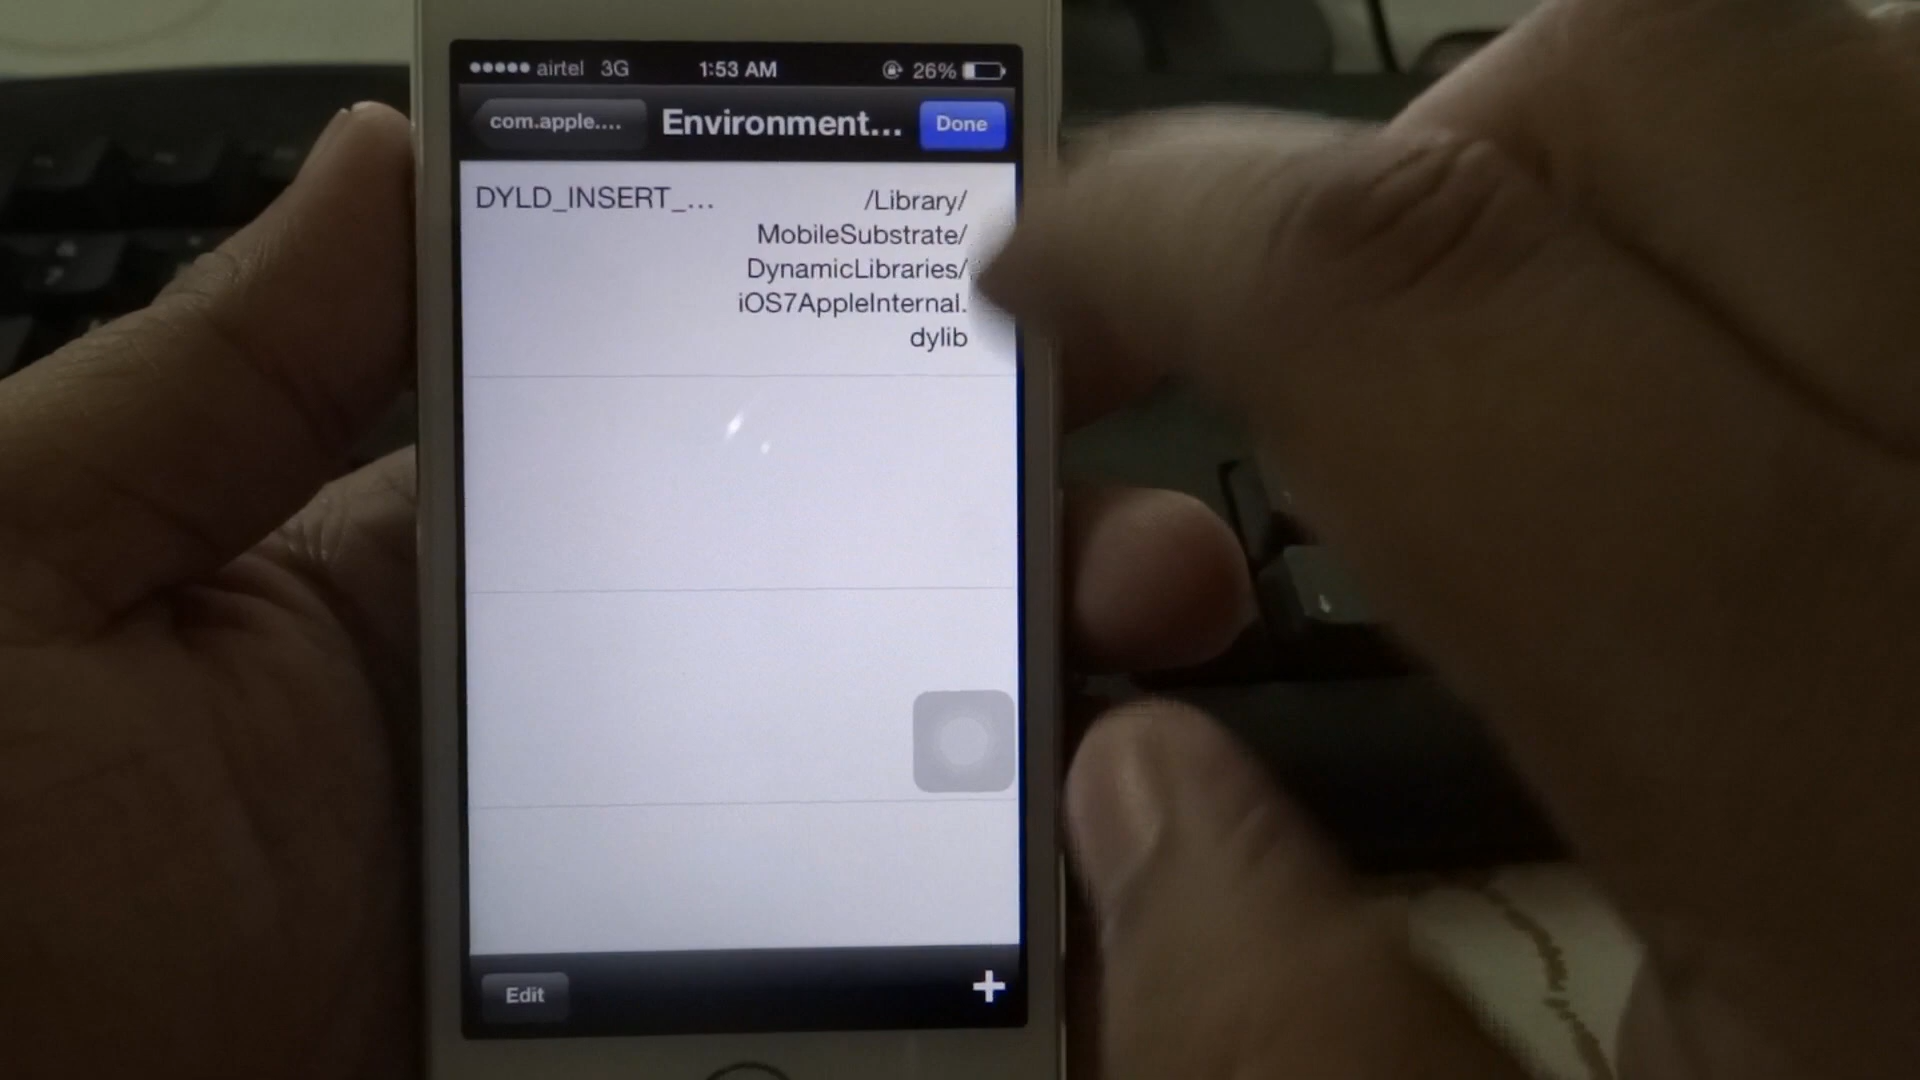 airtel 3G 1:53 AM 26%
com.apple.... Environment... Done
DYLD_INSERT_... /Library/
MobileSubstrate/
DynamicLibraries/
iOS7AppleInternal.
dylib
Edit +